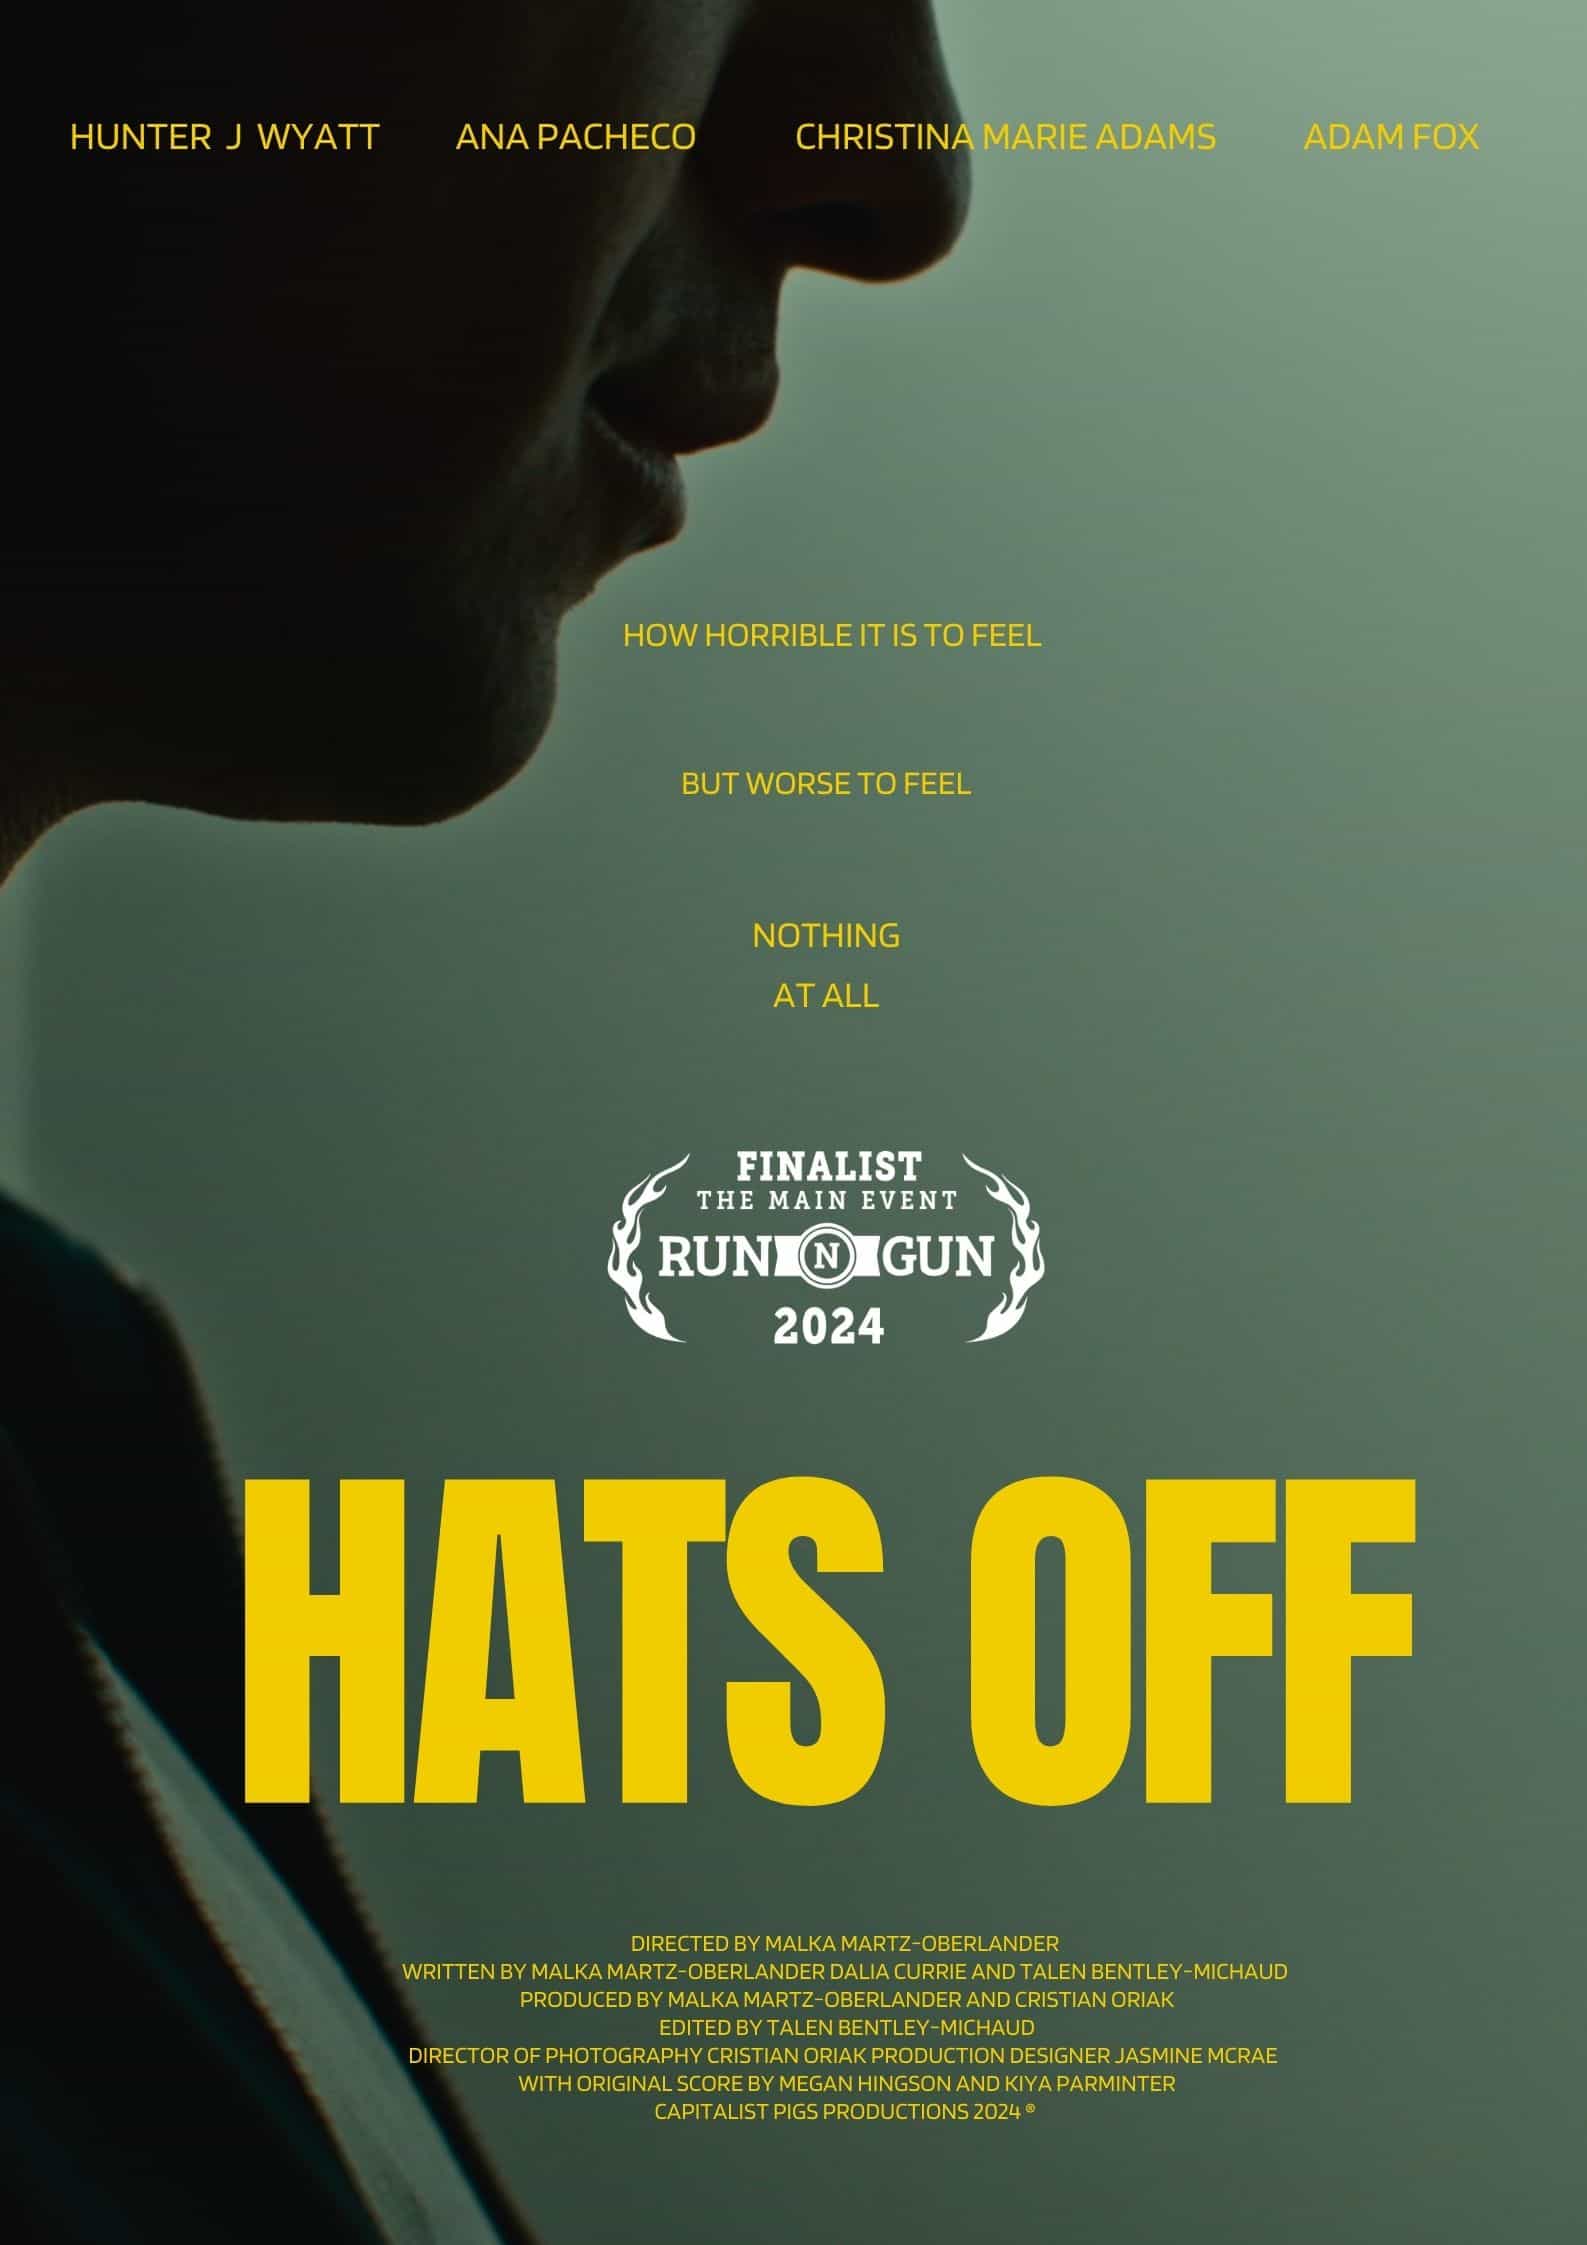 HUNTER J WYATT ANA PACHECO CHRISTINA MARIE ADAMS ADAM FOX
HOW HORRIBLE IT IS TO FEEL
BUT WORSE TO FEEL
NOTHING
AT ALL
FINALIST
THE MAIN EVENT
RUN N GUN
2024
HATS OFF
DIRECTED BY MALKA MARTZ-OBERLANDER
WRITTEN BY MALKA MARTZ-OBERLANDER DALIA CURRIE AND TALEN BENTLEY-MICHAUD
PRODUCED BY MALKA MARTZ-OBERLANDER AND CRISTIAN ORIAK
EDITED BY TALEN BENTLEY-MICHAUD
DIRECTOR OF PHOTOGRAPHY CRISTIAN ORIAK PRODUCTION DESIGNER JASMINE MCRAE
WITH ORIGINAL SCORE BY MEGAN HINGSON AND KIYA PARMINTER
CAPITALIST PIGS PRODUCTIONS 2024 ®